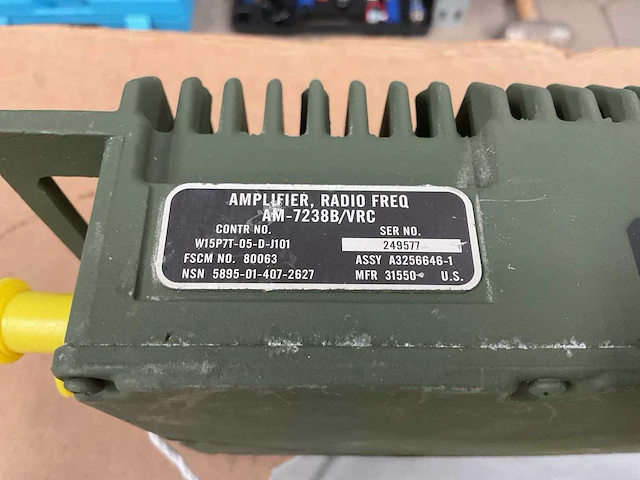 AMPLIFIER, RADIO FREQ
AM-7238B/VRC
CONTR NO. SER NO.
W15P7T-05-D-J101 249577
FSCM NO. 80063 ASSY A3256646-1
NSN 5895-01-407-2627 MFR 31550 U.S.